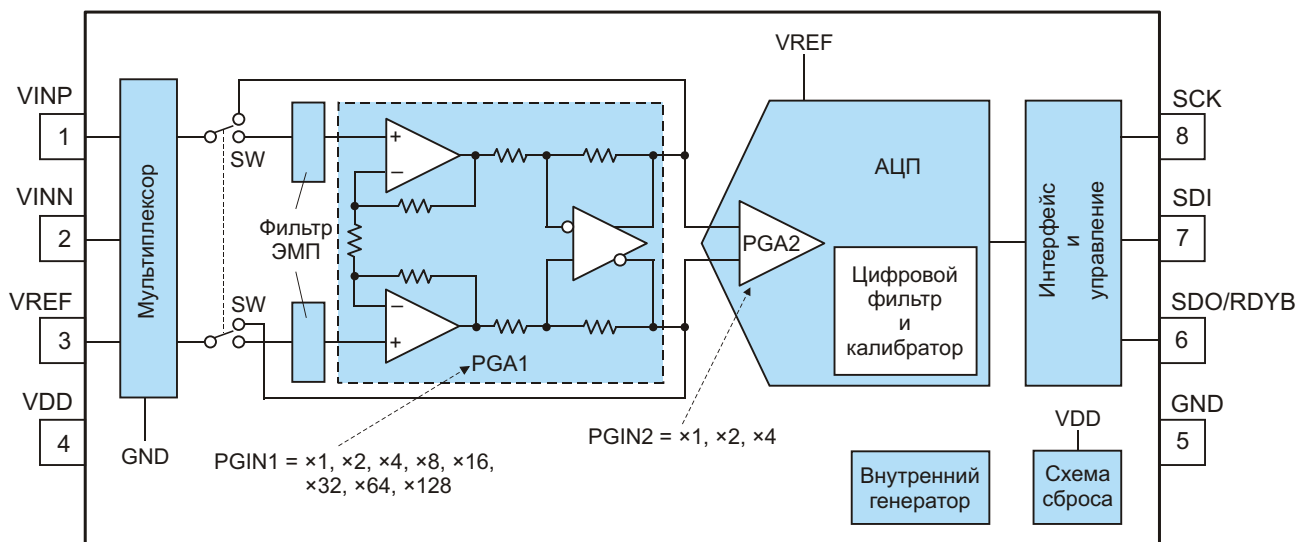 VINP
1
VINN
2
VREF
3
VDD
4
Мультиплексор
GND
SW
SW
Фильтр
ЭМП
+
−
−
+
PGA1
PGIN1 = ×1, ×2, ×4, ×8, ×16,
×32, ×64, ×128
VREF
АЦП
PGA2
Цифровой
фильтр
и
калибратор
PGIN2 = ×1, ×2, ×4
Интерфейс
и
управление
Внутренний
генератор
VDD
Схема
сброса
SCK
8
SDI
7
SDO/RDYB
6
GND
5